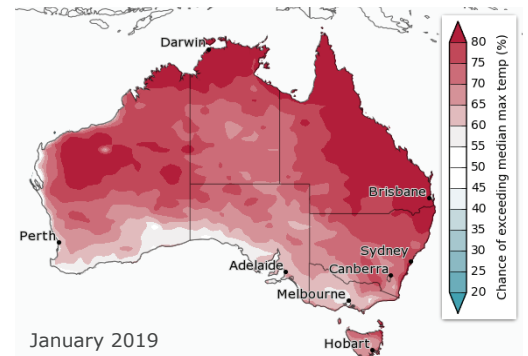 Darwin
Brisbane
Perth
Sydney
Adelaide
Canberra
Melbourne
Hobart
January 2019
80
75
70
65
60
55
50
45
40
35
30
25
20
Chance of exceeding median max temp (%)